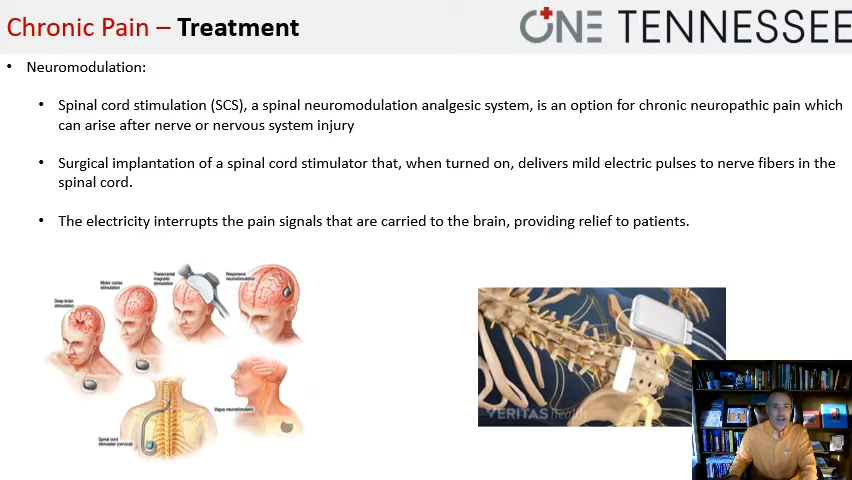 Chronic Pain – Treatment
ONE TENNESSEE
• Neuromodulation:
• Spinal cord stimulation (SCS), a spinal neuromodulation analgesic system, is an option for chronic neuropathic pain which
can arise after nerve or nervous system injury
• Surgical implantation of a spinal cord stimulator that, when turned on, delivers mild electric pulses to nerve fibers in the
spinal cord.
• The electricity interrupts the pain signals that are carried to the brain, providing relief to patients.
Deep brain
stimulation
Motor cortex
stimulation
Transcranial
magnetic
stimulation
Responsive
neurostimulation
Spinal cord
stimulator (cervical)
Vagus neurostimulator
VERITAS health